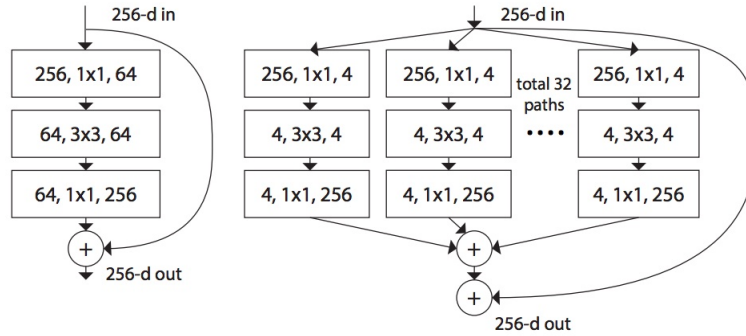 256-d in
256, 1x1, 64
64, 3x3, 64
64, 1x1, 256
+
256-d out
256-d in
256, 1x1, 4
256, 1x1, 4
total 32
paths
256, 1x1, 4
4, 3x3, 4
4, 3x3, 4
....
4, 3x3, 4
4, 1x1, 256
4, 1x1, 256
4, 1x1, 256
+
+
256-d out